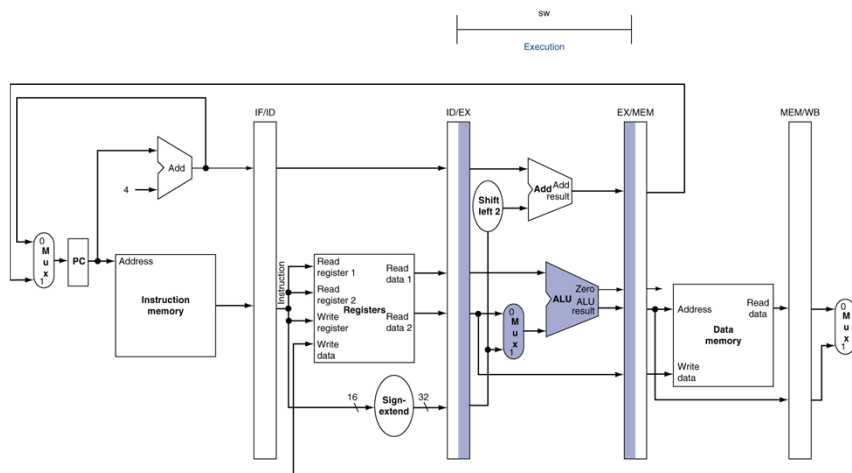 sw
Execution
IF/ID
ID/EX
EX/MEM
MEM/WB
Add
4
Shift
left 2
Add
Add
result
0
M
u
x
1
PC
Address
Instruction
memory
Instruction
Read
register 1
Read
register 2
Write
register
Write
data
Registers
Read
data 1
Read
data 2
16
Sign-
extend
32
0
M
u
x
1
ALU
Zero
ALU
result
Address
Write
data
Data
memory
Read
data
0
M
u
x
1